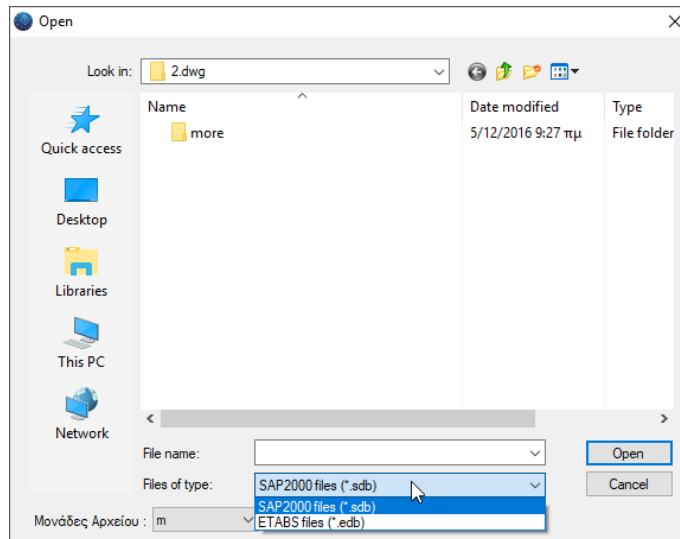 Open
Look in: 2.dwg
Name Date modified Type
more 5/12/2016 9:27 πμ File folder
Quick access
Desktop
Libraries
This PC
Network
File name: Open
Files of type: SAP2000 files (*.sdb) Cancel
SAP2000 files (*.sdb)
ETABS files (*.edb)
Μονάδες Αρχείου : m